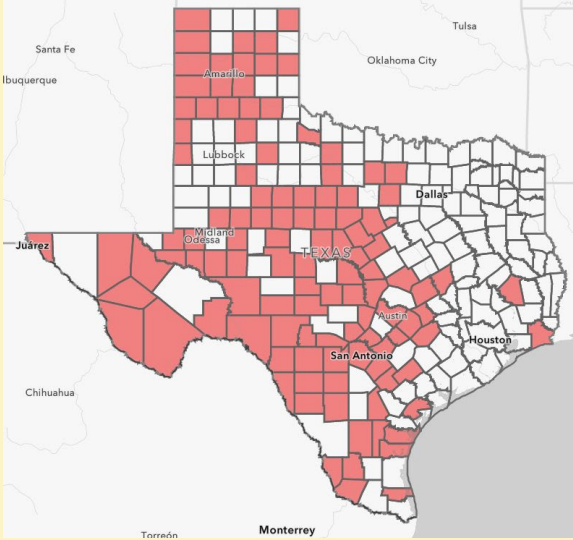 Tulsa
Santa Fe
Oklahoma City
lbuquerque
Amarillo
Lubbock
Dallas
Midland
Odessa
Juárez
TEXAS
Austin
Houston
San Antonio
Chihuahua
Monterrey
Torreón